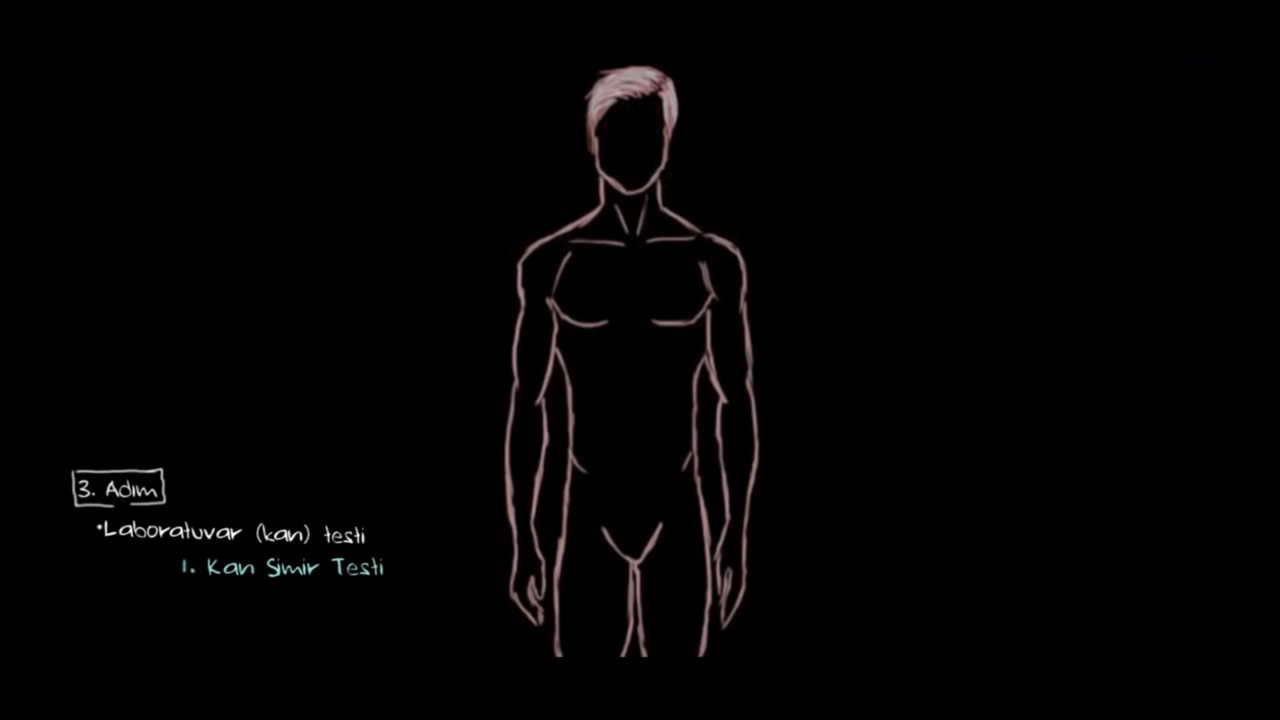 3. Adım
•Laboratuvar (kan) testi
1. Kan Simir Testi